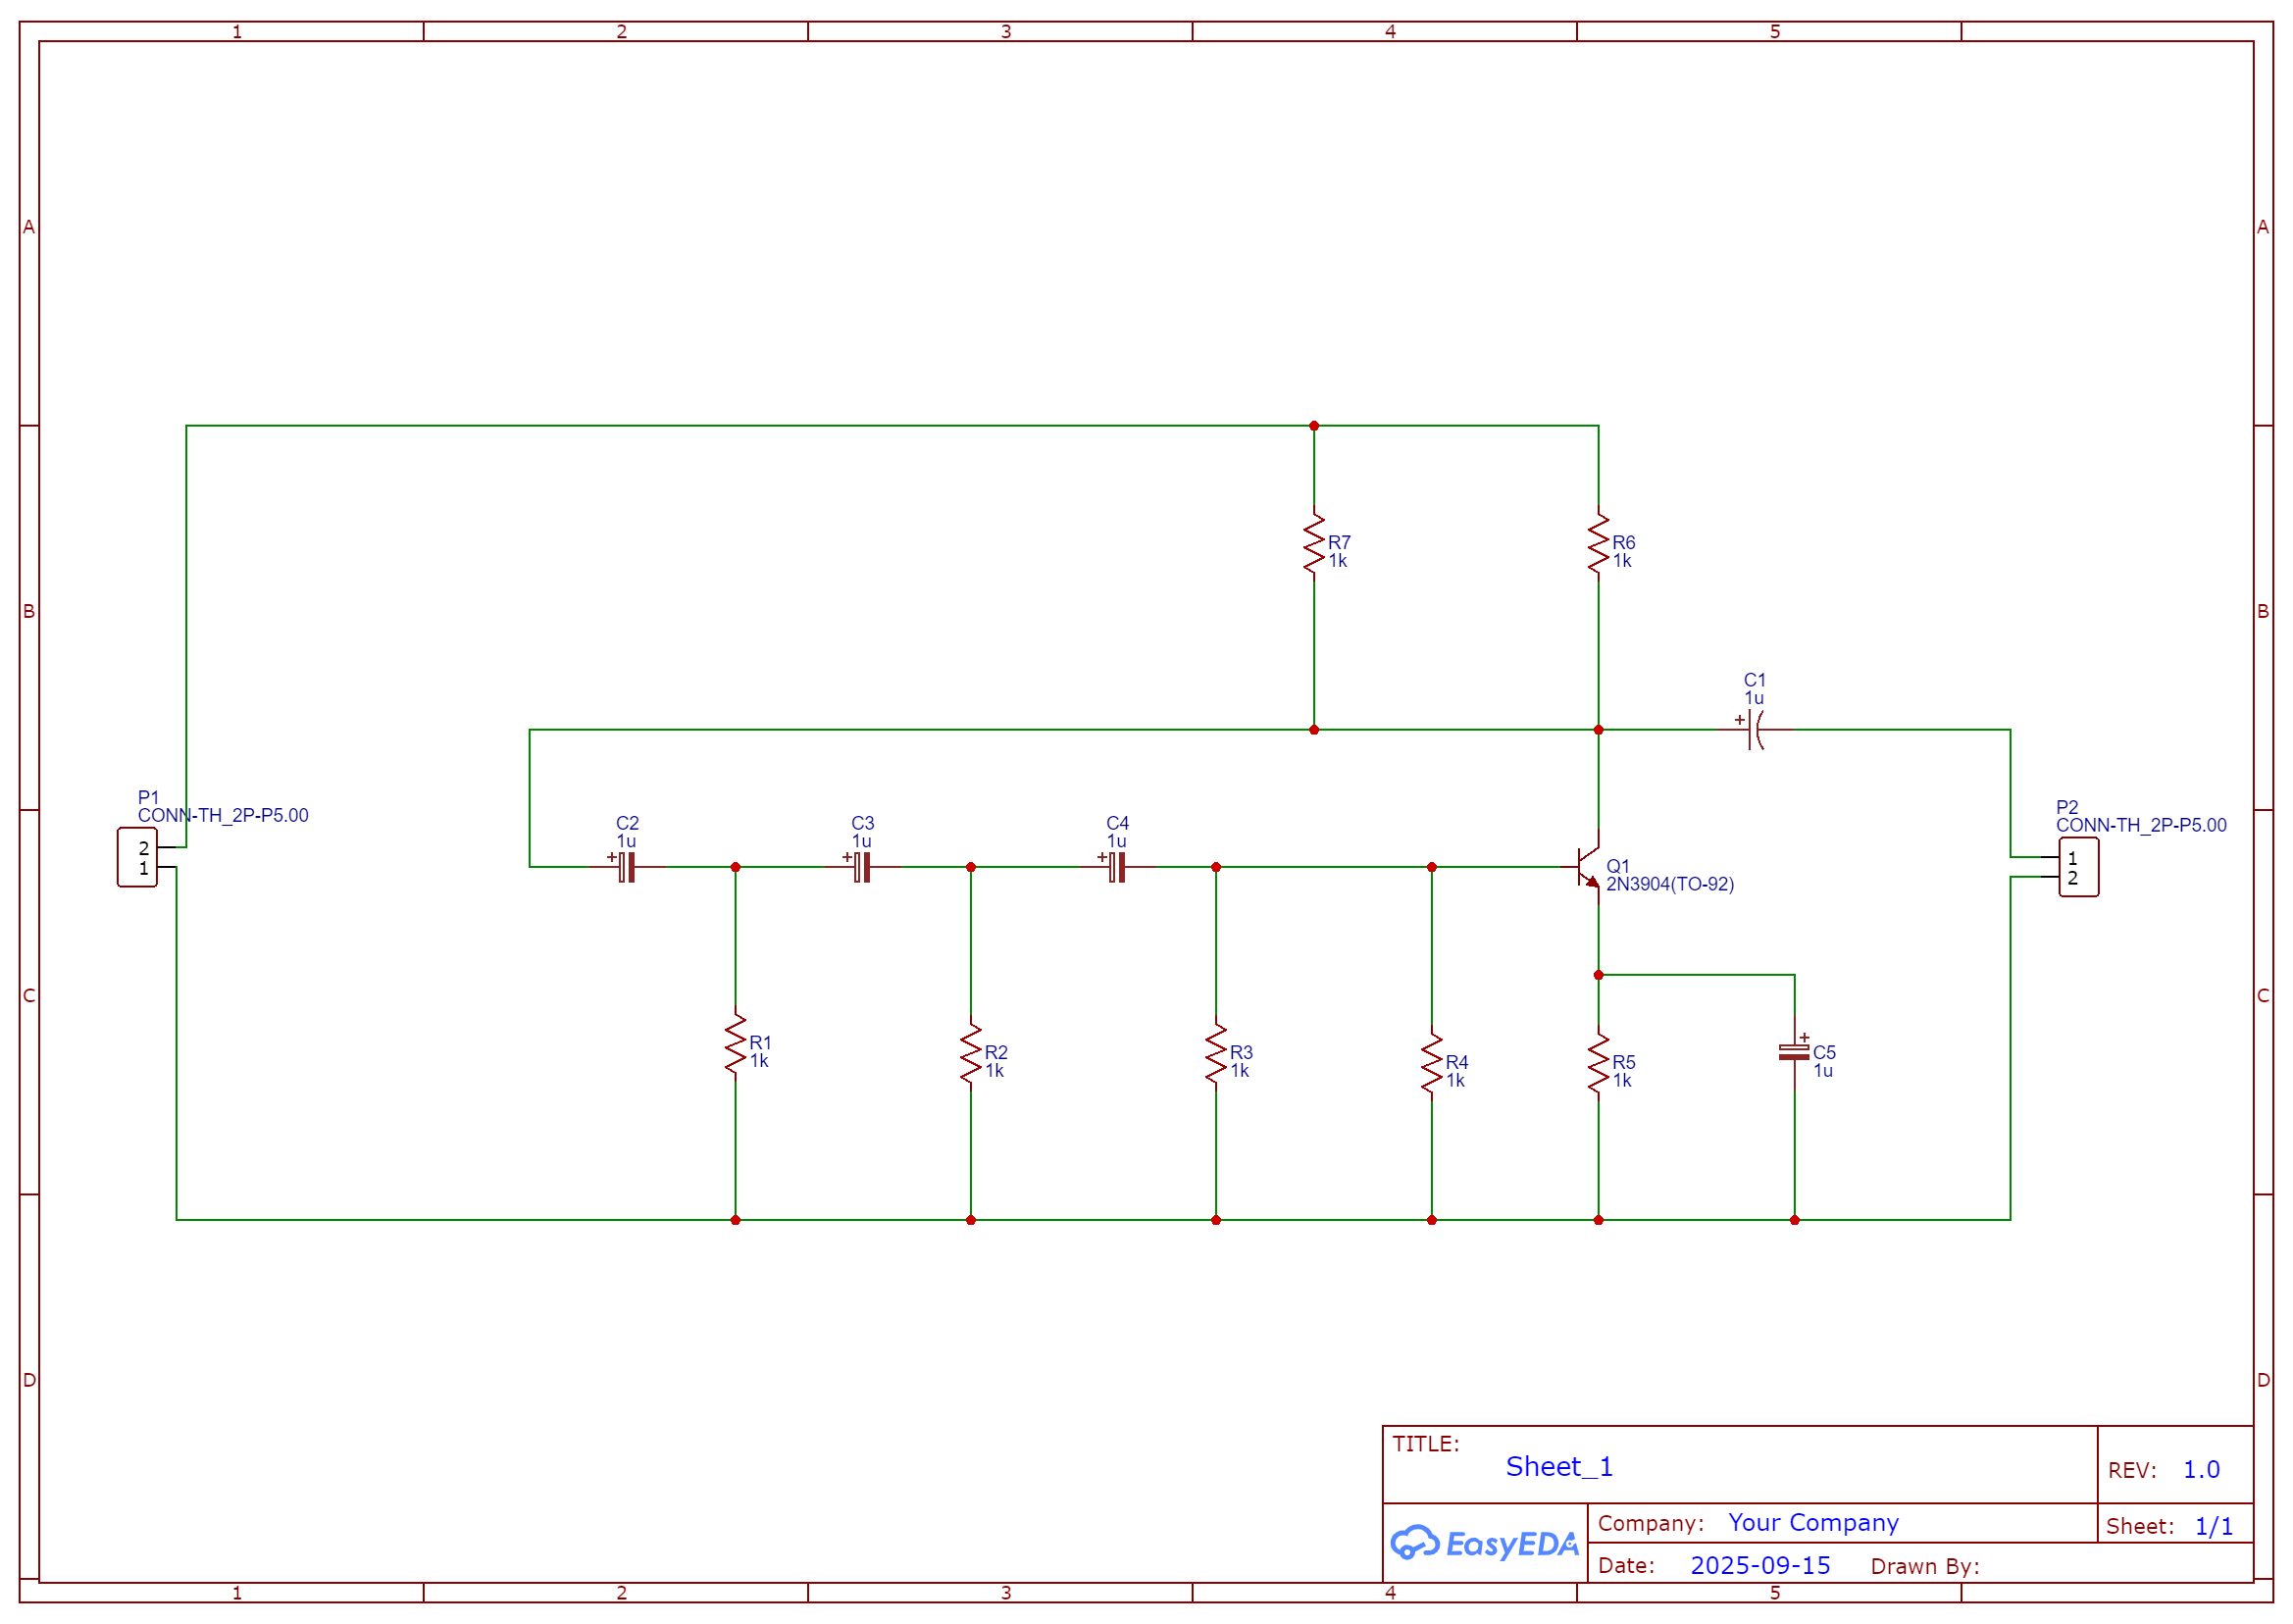 1 2 3 4 5
A A
B B
C C
D D
R7
1k
R6
1k
C1
1u
P1
CONN-TH_2P-P5.00
2
1
C2
1u
C3
1u
C4
1u
Q1
2N3904(TO-92)
P2
CONN-TH_2P-P5.00
1
2
R1
1k
R2
1k
R3
1k
R4
1k
R5
1k
C5
1u
TITLE:
Sheet_1
REV: 1.0
EasyEDA
Company: Your Company
Sheet: 1/1
Date: 2025-09-15 Drawn By:
1 2 3 4 5